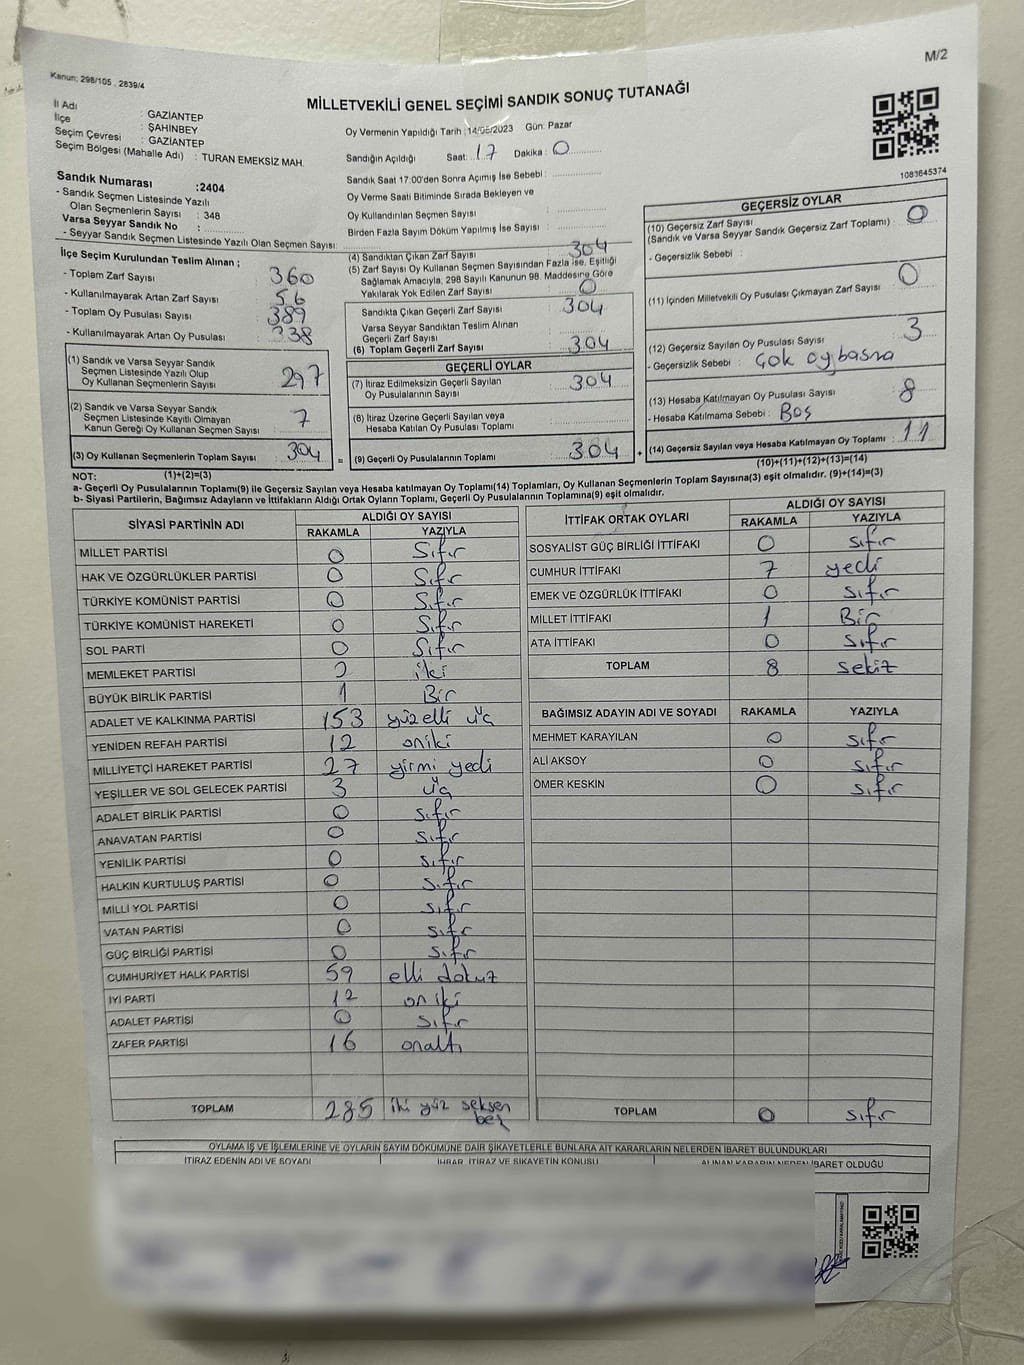 M/2
Kanun; 298/105 , 2839/4
MİLLETVEKİLİ GENEL SEÇİMİ SANDIK SONUÇ TUTANAĞI
İl Adı : GAZİANTEP
İlçe : ŞAHİNBEY
Seçim Çevresi : GAZİANTEP
Seçim Bölgesi (Mahalle Adı) : TURAN EMEKSİZ MAH.
Sandık Numarası :2404
- Sandık Seçmen Listesinde Yazılı
Olan Seçmenlerin Sayısı : 348
Varsa Seyyar Sandık No :
- Seyyar Sandık Seçmen Listesinde Yazılı Olan Seçmen Sayısı:
Oy Vermenin Yapıldığı Tarih :14/05/2023 Gün: Pazar
Sandığın Açıldığı Saat: 17 Dakika : 0
Sandık Saat 17:00'den Sonra Açımış İse Sebebi :
Oy Verme Saati Bitiminde Sırada Bekleyen ve
Oy Kullandırılan Seçmen Sayısı :
Birden Fazla Sayım Döküm Yapılmış İse Sayısı :
1083645374
İlçe Seçim Kurulundan Teslim Alınan ;
- Toplam Zarf Sayısı : 360
- Kullanılmayarak Artan Zarf Sayısı : 56
- Toplam Oy Pusulası Sayısı : 389
- Kullanılmayarak Artan Oy Pusulası : 338
(1) Sandık ve Varsa Seyyar Sandık
Seçmen Listesinde Yazılı Olup
Oy Kullanan Seçmenlerin Sayısı : 297
(2) Sandık ve Varsa Seyyar Sandık
Seçmen Listesinde Kayıtlı Olmayan
Kanun Gereği Oy Kullanan Seçmen Sayısı : 7
(3) Oy Kullanan Seçmenlerin Toplam Sayısı : 304
(1)+(2)=(3)
(4) Sandıktan Çıkan Zarf Sayısı : 304
(5) Zarf Sayısı Oy Kullanan Seçmen Sayısından Fazla İse, Eşitliği
Sağlamak Amacıyla, 298 Sayılı Kanunun 98. Maddesine Göre
Yakılarak Yok Edilen Zarf Sayısı : 0
Sandıkta Çıkan Geçerli Zarf Sayısı : 304
Varsa Seyyar Sandıktan Teslim Alınan
Geçerli Zarf Sayısı :
(6) Toplam Geçerli Zarf Sayısı : 304
GEÇERLİ OYLAR
(7) İtiraz Edilmeksizin Geçerli Sayılan
Oy Pusulasının Sayısı : 304
(8) İtiraz Üzerine Geçerli Sayılan veya
Hesaba Katılan Oy Pusulası Toplamı :
= (9) Geçerli Oy Pusulalarının Toplamı : 304 +
GEÇERSİZ OYLAR
(10) Geçersiz Zarf Sayısı
(Sandık ve Varsa Seyyar Sandık Geçersiz Zarf Toplamı) : 0
- Geçersizlik Sebebi :
(11) İçinden Milletvekili Oy Pusulası Çıkmayan Zarf Sayısı : 0
(12) Geçersiz Sayılan Oy Pusulası Sayısı : 3
- Geçersizlik Sebebi : Çok oy basma
(13) Hesaba Katılmayan Oy Pusulası Sayısı : 8
- Hesaba Katılmama Sebebi : Boş
(14) Geçersiz Sayılan veya Hesaba Katılmayan Oy Toplamı : 11
(10)+(11)+(12)+(13)=(14)
NOT:
a- Geçerli Oy Pusulalarının Toplamı(9) ile Geçersiz Sayılan veya Hesaba katılmayan Oy Toplamı(14) Toplamları, Oy Kullanan Seçmenlerin Toplam Sayısına(3) eşit olmalıdır. (9)+(14)=(3)
b- Siyasi Partilerin, Bağımsız Adayların ve İttifakların Aldığı Ortak Oyların Toplamı, Geçerli Oy Pusulalarının Toplamına(9) eşit olmalıdır.
SİYASİ PARTİNİN ADI ALDIĞI OY SAYISI
RAKAMLA YAZIYLA
MİLLET PARTİSİ 0 Sıfır
HAK VE ÖZGÜRLÜKLER PARTİSİ 0 Sıfır
TÜRKİYE KOMÜNİST PARTİSİ 0 Sıfır
TÜRKİYE KOMÜNİST HAREKETİ 0 Sıfır
SOL PARTİ 0 Sıfır
MEMLEKET PARTİSİ 2 iki
BÜYÜK BİRLİK PARTİSİ 1 Bir
ADALET VE KALKINMA PARTİSİ 153 yüz elli üç
YENİDEN REFAH PARTİSİ 12 oniki
MİLLİYETÇİ HAREKET PARTİSİ 27 yirmi yedi
YEŞİLLER VE SOL GELECEK PARTİSİ 3 üç
ADALET BİRLİK PARTİSİ 0 sıfır
ANAVATAN PARTİSİ 0 sıfır
YENİLİK PARTİSİ 0 sıfır
HALKIN KURTULUŞ PARTİSİ 0 sıfır
MİLLİ YOL PARTİSİ 0 sıfır
VATAN PARTİSİ 0 sıfır
GÜÇ BİRLİĞİ PARTİSİ 0 sıfır
CUMHURİYET HALK PARTİSİ 59 elli dokuz
İYİ PARTİ 12 on iki
ADALET PARTİSİ 0 sıfır
ZAFER PARTİSİ 16 onaltı
TOPLAM 285 iki yüz seksen
beş
İTTİFAK ORTAK OYLARI ALDIĞI OY SAYISI
RAKAMLA YAZIYLA
SOSYALİST GÜÇ BİRLİĞİ İTTİFAKI 0 sıfır
CUMHUR İTTİFAKI 7 yedi
EMEK VE ÖZGÜRLÜK İTTİFAKI 0 sıfır
MİLLET İTTİFAKI 1 Bir
ATA İTTİFAKI 0 sıfır
TOPLAM 8 sekiz
BAĞIMSIZ ADAYIN ADI VE SOYADI RAKAMLA YAZIYLA
MEHMET KARAYILAN 0 sıfır
ALİ AKSOY 0 sıfır
ÖMER KESKİN 0 sıfır
TOPLAM 0 sıfır
OYLAMA İŞ VE İŞLEMLERİNE VE OYLARIN SAYIM DÖKÜMÜNE DAİR ŞİKAYETLERLE BUNLARA AİT KARARLARIN NELERDEN İBARET BULUNDUKLARI
İTİRAZ EDENİN ADI VE SOYADI İHBAR, İTİRAZ VE ŞİKAYETİN KONUSU ALINAN KARARIN NEDEN İBARET OLDUĞU